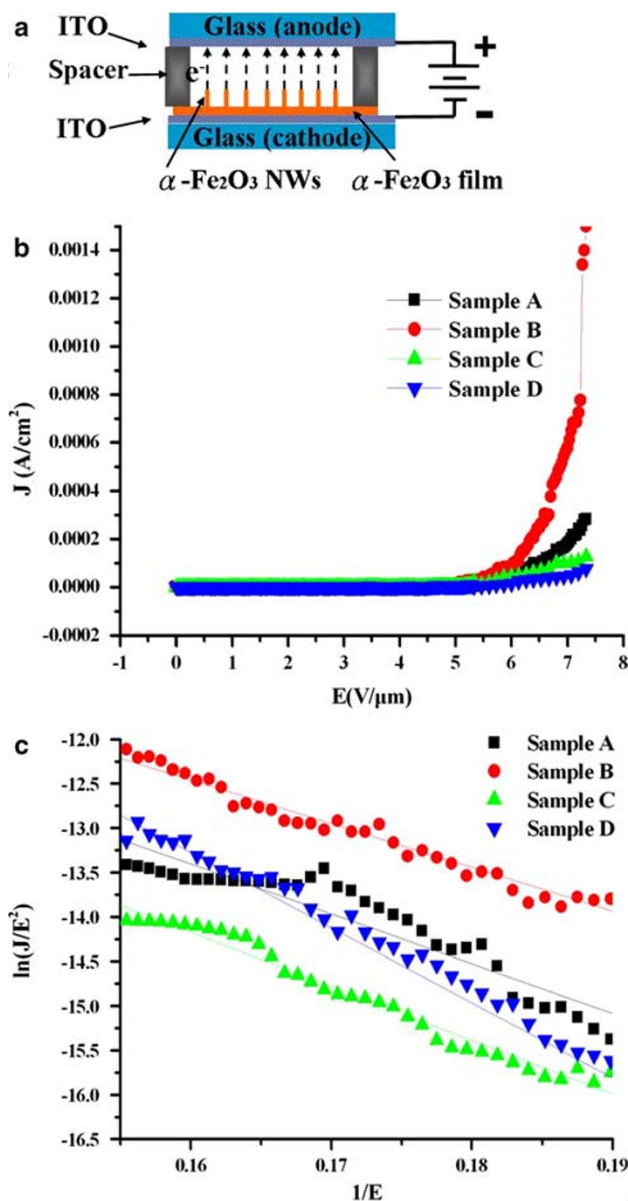 a
ITO
Glass (anode)
+
Spacer
e-
ITO
Glass (cathode)
-
α-Fe₂O₃ NWs
α-Fe₂O₃ film
b
0.0014
0.0012
0.0010
0.0008
0.0006
0.0004
0.0002
0.0000
-0.0002
J (A/cm²)
Sample A
Sample B
Sample C
Sample D
-1 0 1 2 3 4 5 6 7 8
E(V/μm)
c
-12.0
-12.5
-13.0
-13.5
-14.0
-14.5
-15.0
-15.5
-16.0
-16.5
ln(J/E²)
Sample A
Sample B
Sample C
Sample D
0.16 0.17 0.18 0.19
1/E